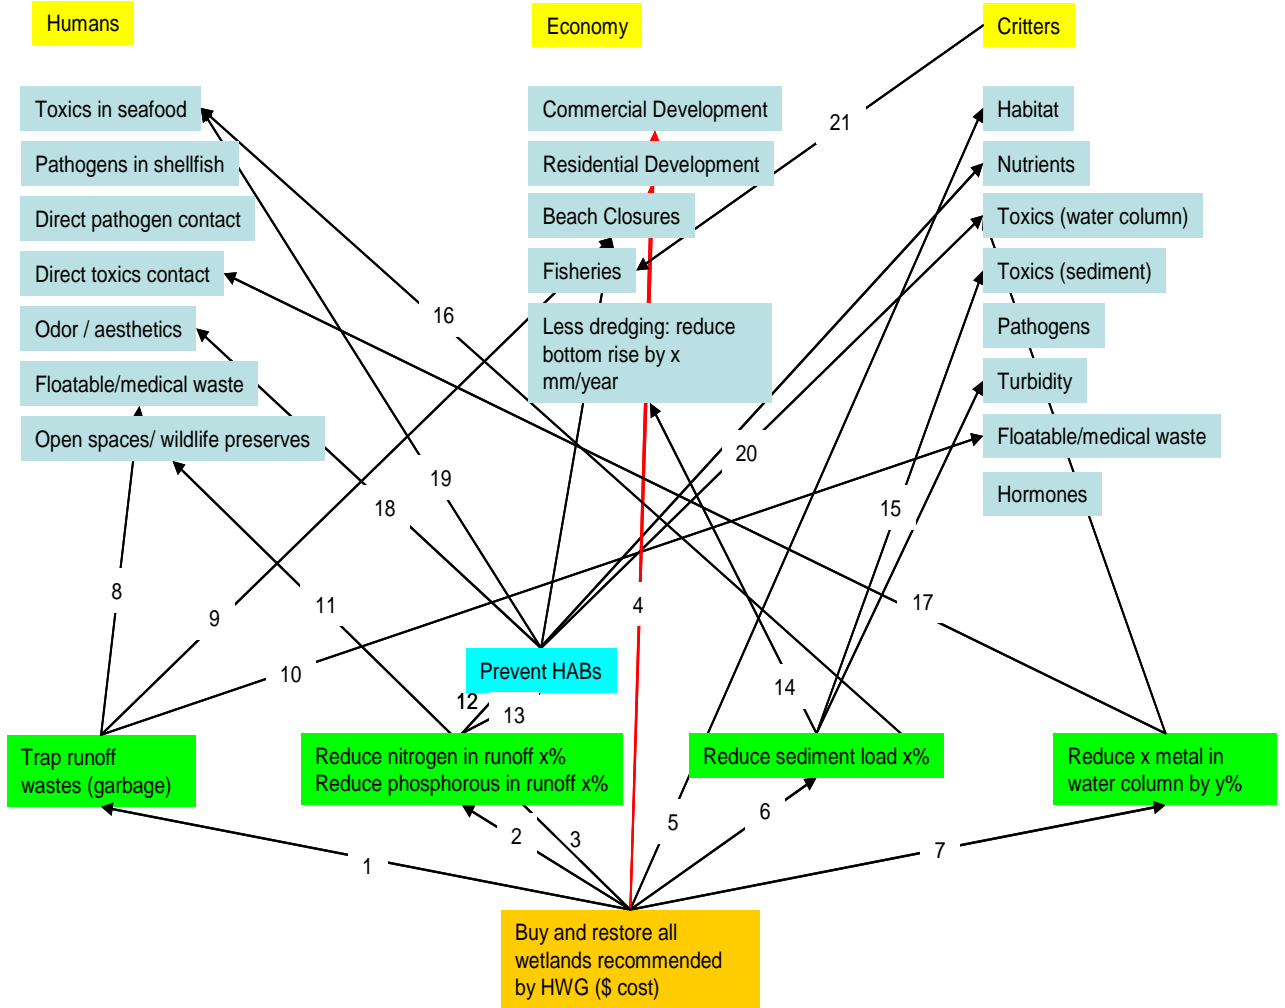 Humans
Economy
Critters
Toxics in seafood
Pathogens in shellfish
Direct pathogen contact
Direct toxics contact
Odor / aesthetics
Floatable/medical waste
Open spaces/ wildlife preserves
Commercial Development
Residential Development
Beach Closures
Fisheries
Less dredging: reduce
bottom rise by x
mm/year
Habitat
Nutrients
Toxics (water column)
Toxics (sediment)
Pathogens
Turbidity
Floatable/medical waste
Hormones
21
16
20
19
18
15
8
9
11
4
17
10
14
Prevent HABs
12
13
Trap runoff
wastes (garbage)
Reduce nitrogen in runoff x%
Reduce phosphorous in runoff x%
Reduce sediment load x%
Reduce x metal in
water column by y%
1
2
3
5
6
7
Buy and restore all
wetlands recommended
by HWG ($ cost)